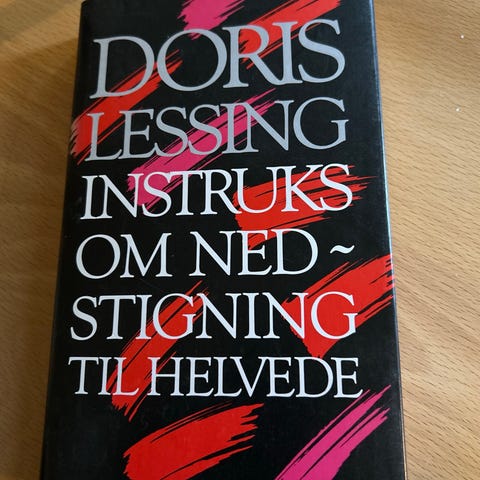 DORIS
LESSING
INSTRUKS
OM NED~
STIGNING
TIL HELVEDE